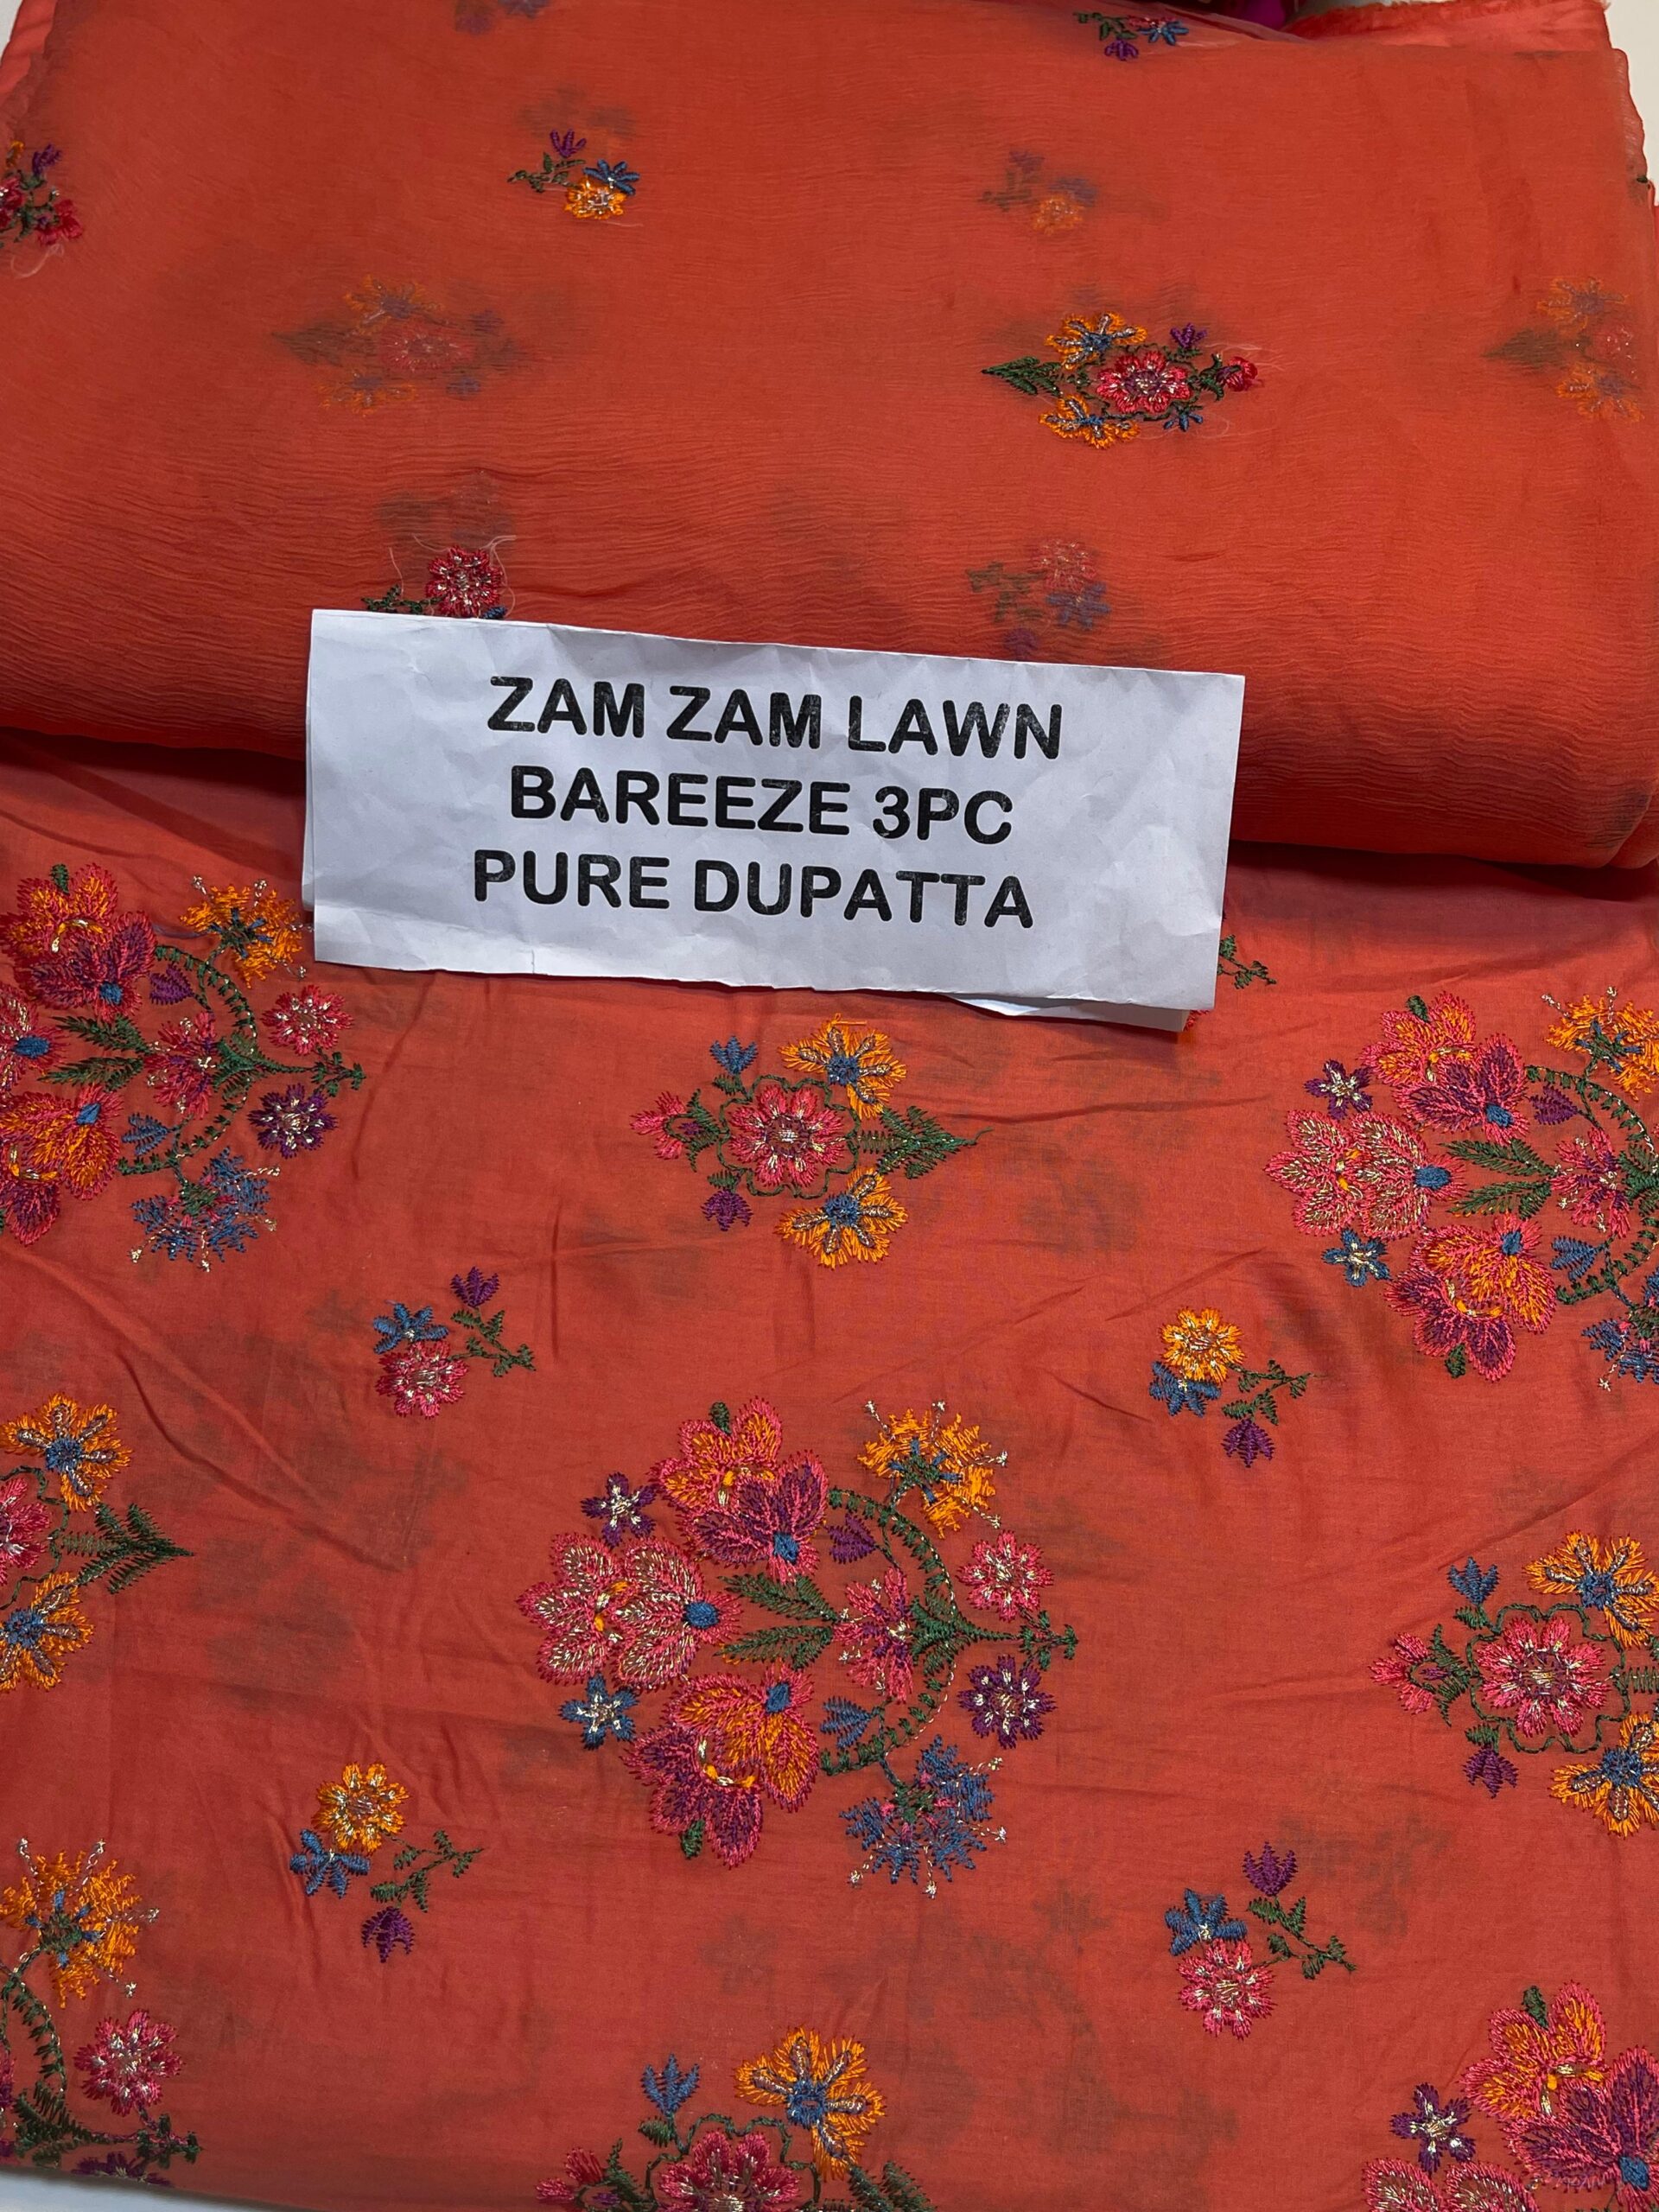 ZAM ZAM LAWN
BAREEZE 3PC
PURE DUPATTA